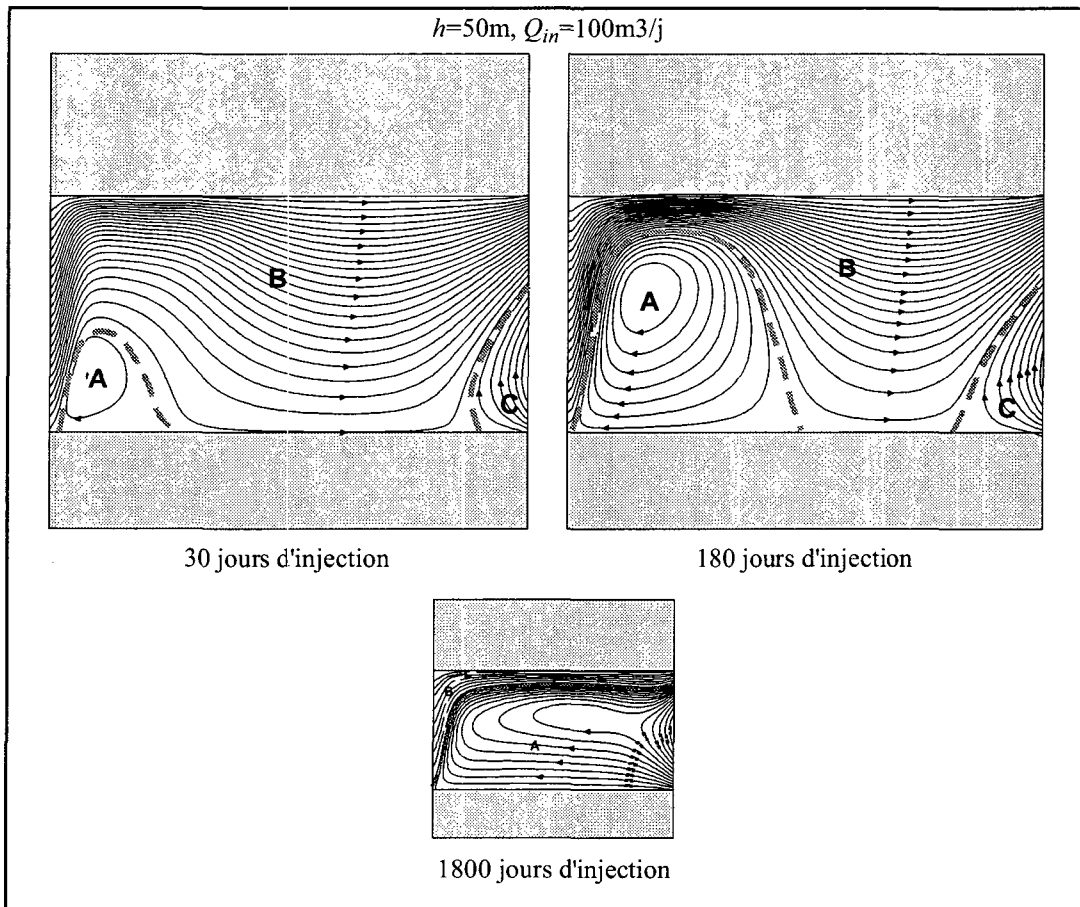 h=50m, Qin=100m3/j
B
A
C
B
A
C
30 jours d'injection
180 jours d'injection
A
1800 jours d'injection